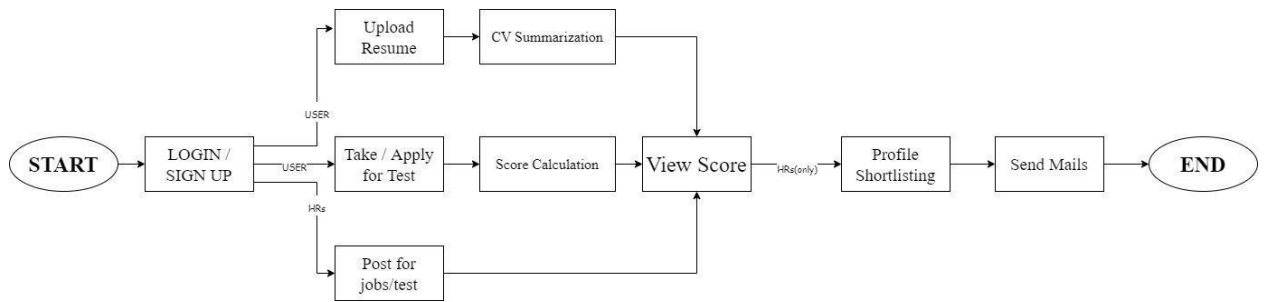 Upload
Resume
CV Summarization
USER
START
LOGIN /
SIGN UP
USER
Take / Apply
for Test
Score Calculation
View Score
HRs(only)
Profile
Shortlisting
Send Mails
END
HRs
Post for
jobs/test